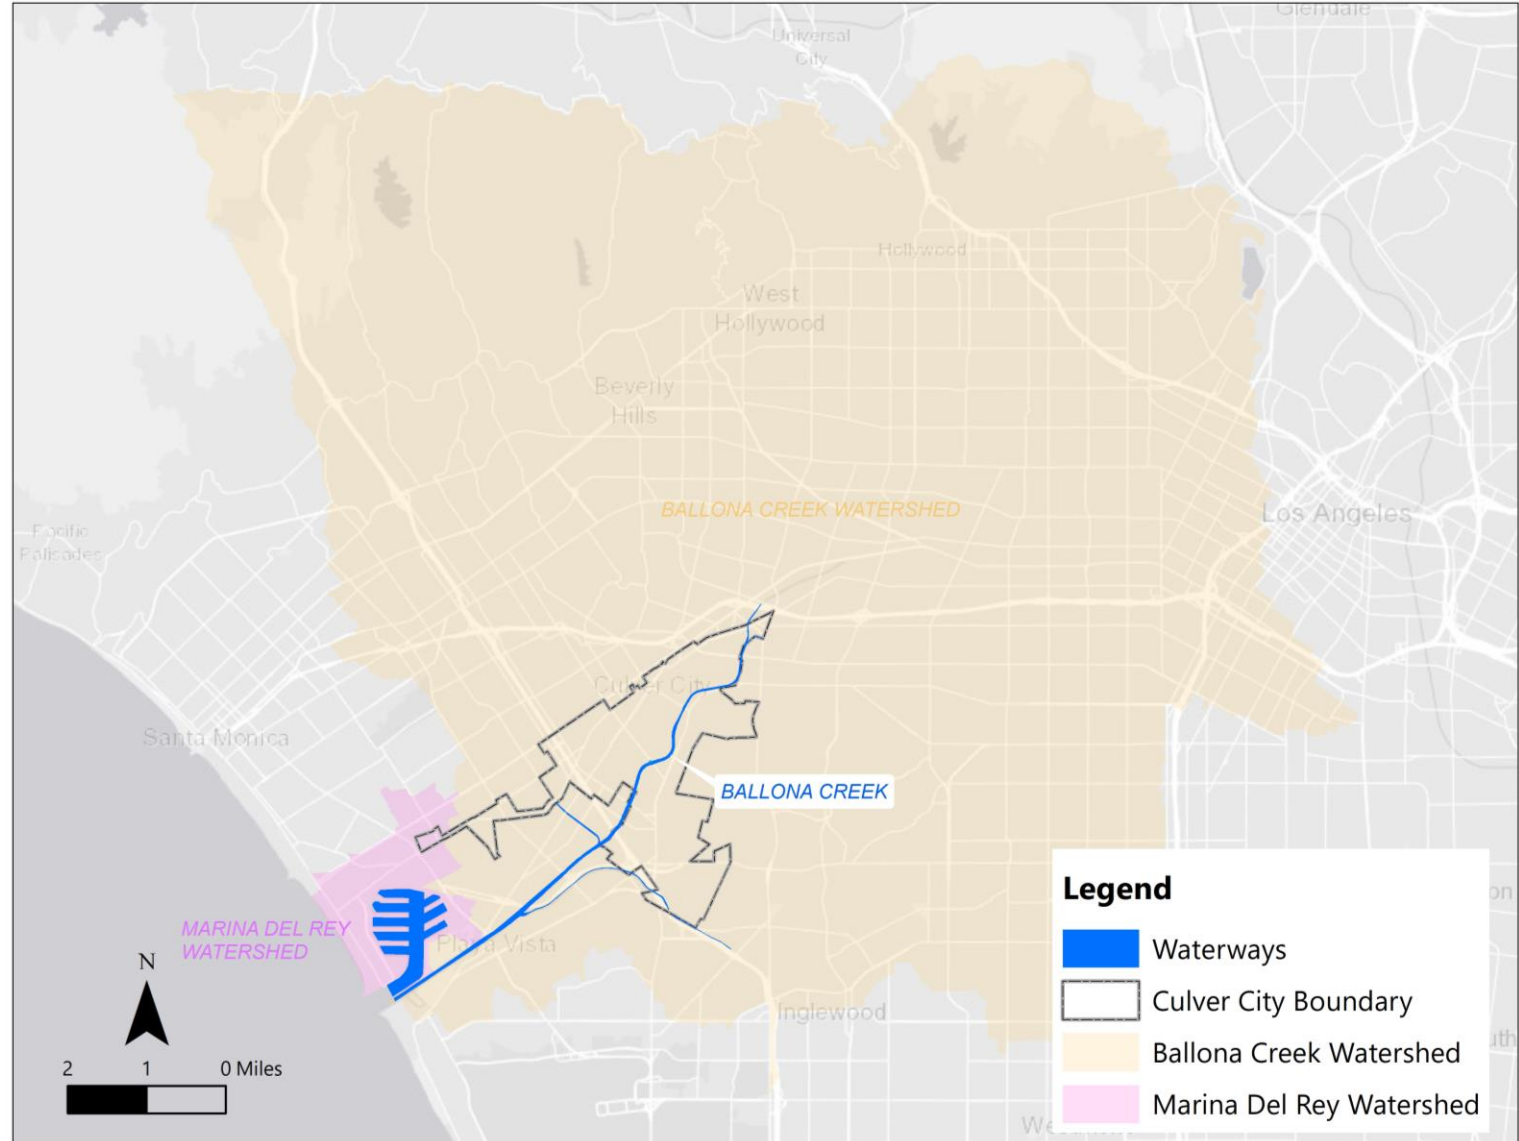 Glendale
Universal
City
Hollywood
West
Hollywood
Beverly
Hills
BALLONA CREEK WATERSHED
Los Angeles
Pacific
Palisades
Culver City
Santa Monica
BALLONA CREEK
MARINA DEL REY
WATERSHED
Playa Vista
Inglewood
N
2 1 0 Miles
Legend
Waterways
Culver City Boundary
Ballona Creek Watershed
Marina Del Rey Watershed